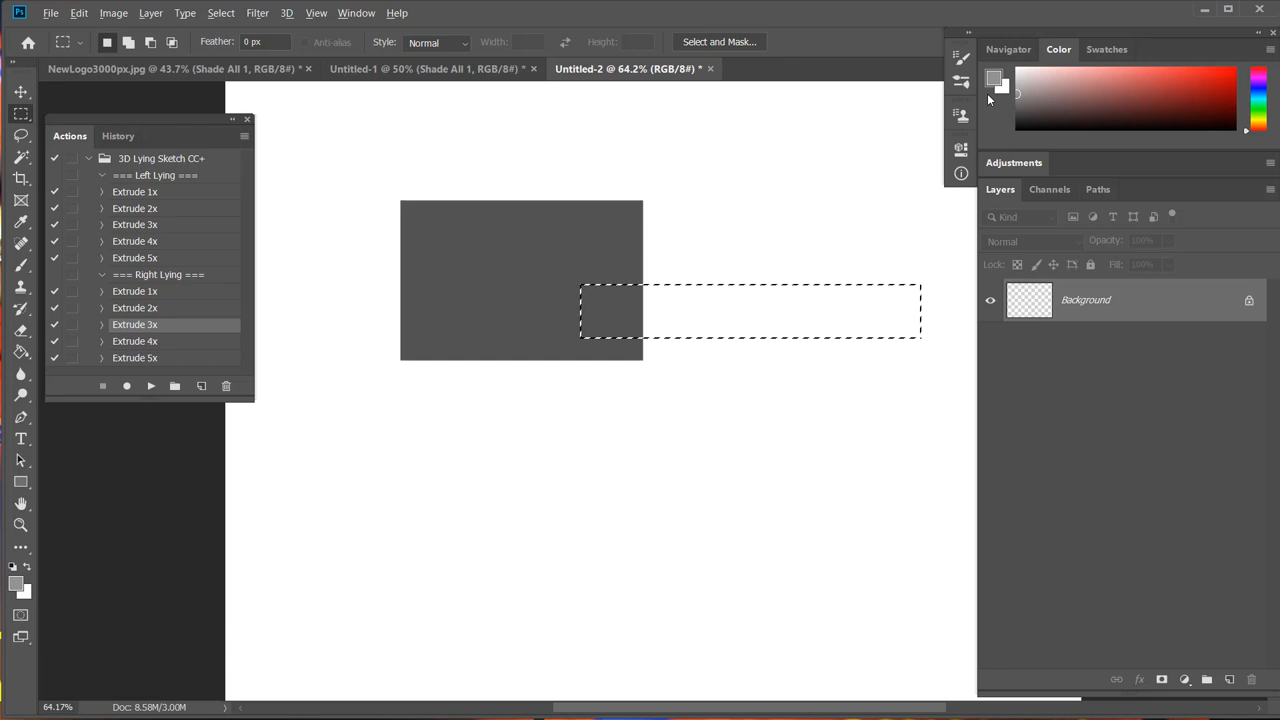 Ps File Edit Image Layer Type Select Filter 3D View Window Help
Feather: 0 px Anti-alias Style: Normal Width: Height: Select and Mask...
NewLogo3000px.jpg @ 43.7% (Shade All 1, RGB/8#) * × Untitled-1 @ 50% (Shade All 1, RGB/8#) * × Untitled-2 @ 64.2% (RGB/8#) * ×
Navigator Color Swatches
Actions History
3D Lying Sketch CC+
=== Left Lying ===
Extrude 1x
Extrude 2x
Extrude 3x
Extrude 4x
Extrude 5x
=== Right Lying ===
Extrude 1x
Extrude 2x
Extrude 3x
Extrude 4x
Extrude 5x
Adjustments
Layers Channels Paths
Kind
Normal Opacity: 100%
Lock: Fill: 100%
Background
fx
64.17% Doc: 8.58M/3.00M